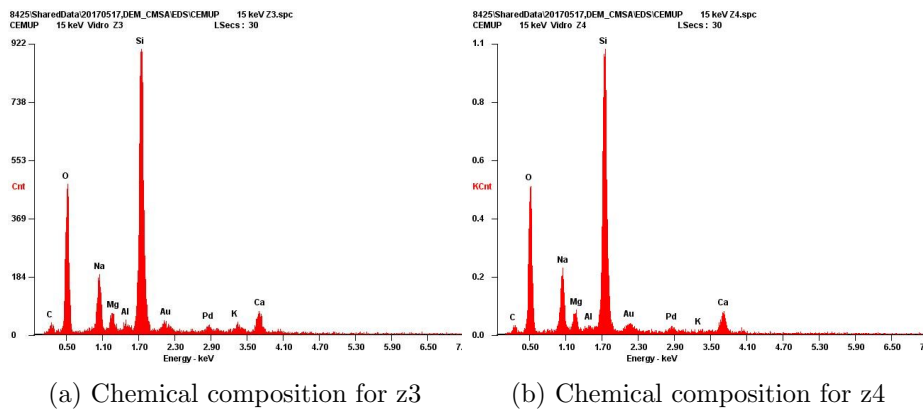 8425\SharedData\20170517,DEM_CMSA\EDS\CEMUP 15 keV Z3.spc
CEMUP 15 keV Vidro Z3 LSecs : 30
922
738
553
Cnt
369
184
0
Si
O
Na
C
Mg
Al
Au
Pd
K
Ca
0.50 1.10 1.70 2.30 2.90 3.50 4.10 4.70 5.30 5.90 6.50 7.
Energy - keV
(a) Chemical composition for z3
8425\SharedData\20170517,DEM_CMSA\EDS\CEMUP 15 keV Z4.spc
CEMUP 15 keV Vidro Z4 LSecs : 30
1.1
0.8
0.6
KCnt
0.4
0.2
0
Si
O
Na
C
Mg
Al
Au
Pd
K
Ca
0.50 1.10 1.70 2.30 2.90 3.50 4.10 4.70 5.30 5.90 6.50 7.
Energy - keV
(b) Chemical composition for z4